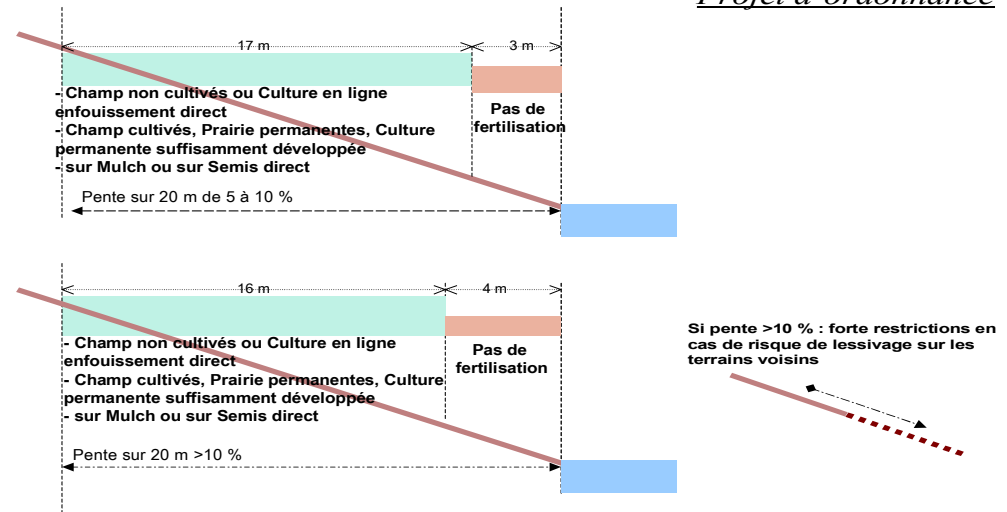 Projet d'ordonnance
17 m
3 m
- Champ non cultivés ou Culture en ligne
enfouissement direct
- Champ cultivés, Prairie permanentes, Culture
permanente suffisamment développée
- sur Mulch ou sur Semis direct
Pas de
fertilisation
Pente sur 20 m de 5 à 10 %
16 m
4 m
- Champ non cultivés ou Culture en ligne
enfouissement direct
- Champ cultivés, Prairie permanentes, Culture
permanente suffisamment développée
- sur Mulch ou sur Semis direct
Pas de
fertilisation
Pente sur 20 m >10 %
Si pente >10 % : forte restrictions en
cas de risque de lessivage sur les
terrains voisins